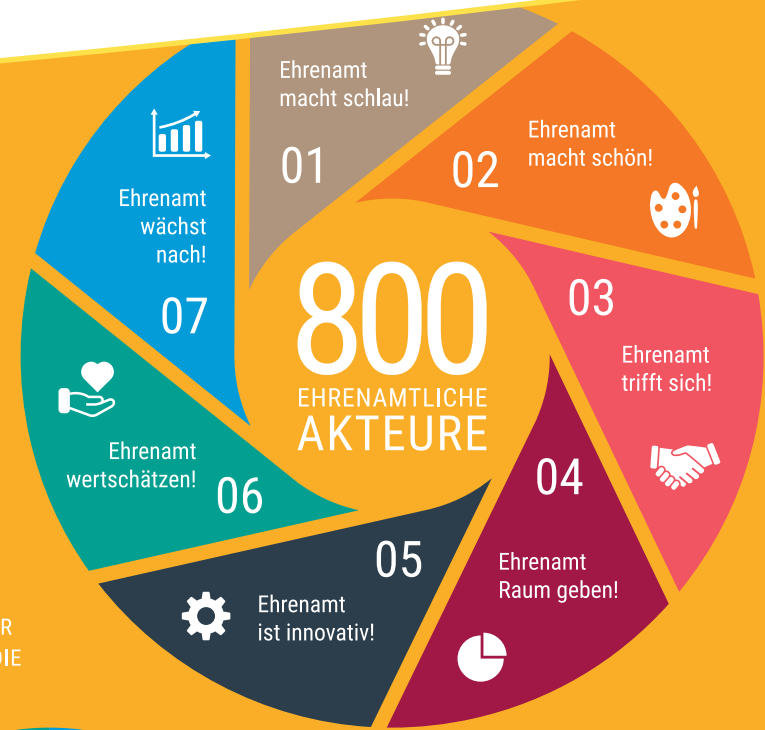 Ehrenamt
macht schlau!
01
02
Ehrenamt
macht schön!
03
Ehrenamt
trifft sich!
04
Ehrenamt
Raum geben!
05
Ehrenamt
ist innovativ!
06
Ehrenamt
wertschätzen!
07
Ehrenamt
wächst
nach!
800
EHRENAMTLICHE
AKTEURE